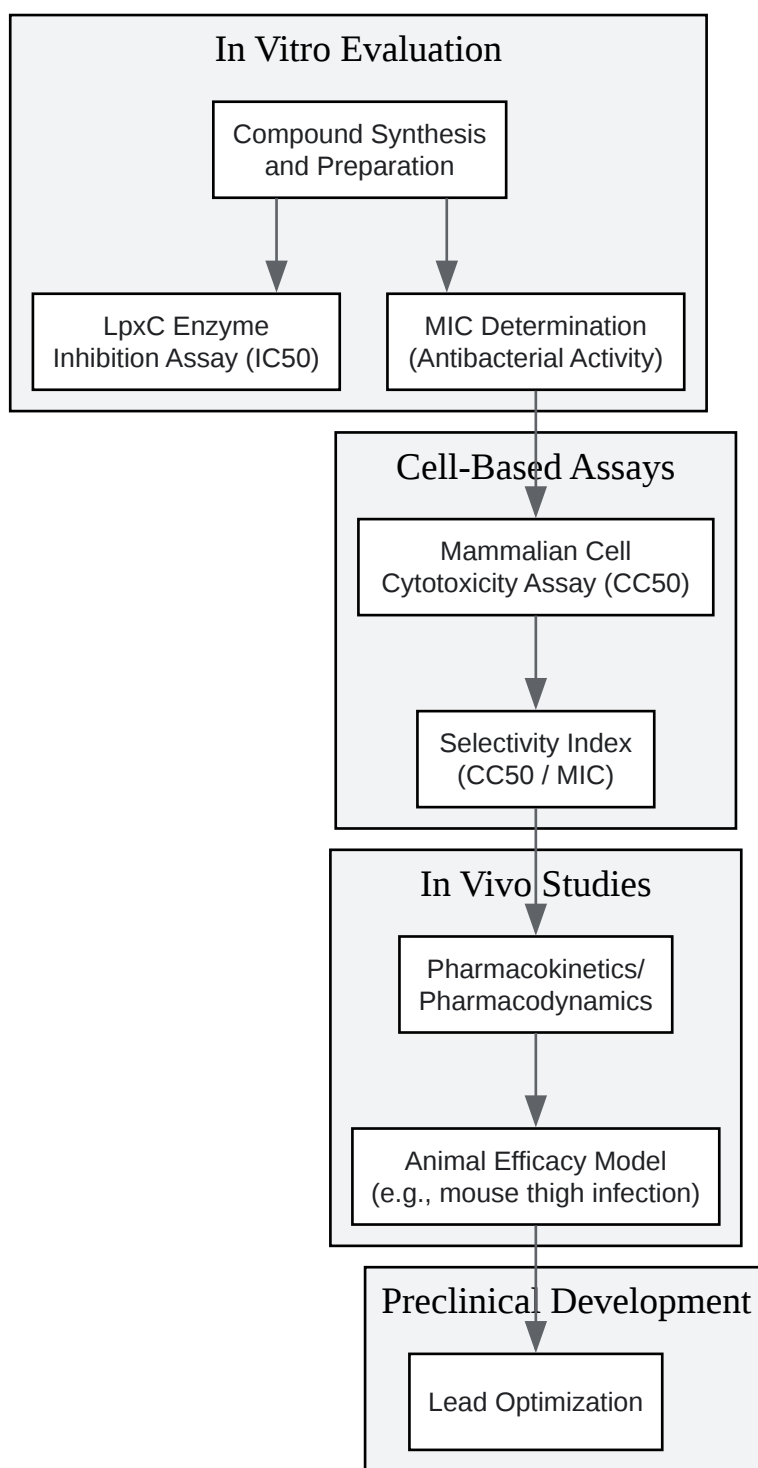 In Vitro Evaluation
Compound Synthesis
and Preparation
LpxC Enzyme
Inhibition Assay (IC50)
MIC Determination
(Antibacterial Activity)
Cell-Based Assays
Mammalian Cell
Cytotoxicity Assay (CC50)
Selectivity Index
(CC50 / MIC)
In Vivo Studies
Pharmacokinetics/
Pharmacodynamics
Animal Efficacy Model
(e.g., mouse thigh infection)
Preclinical Development
Lead Optimization